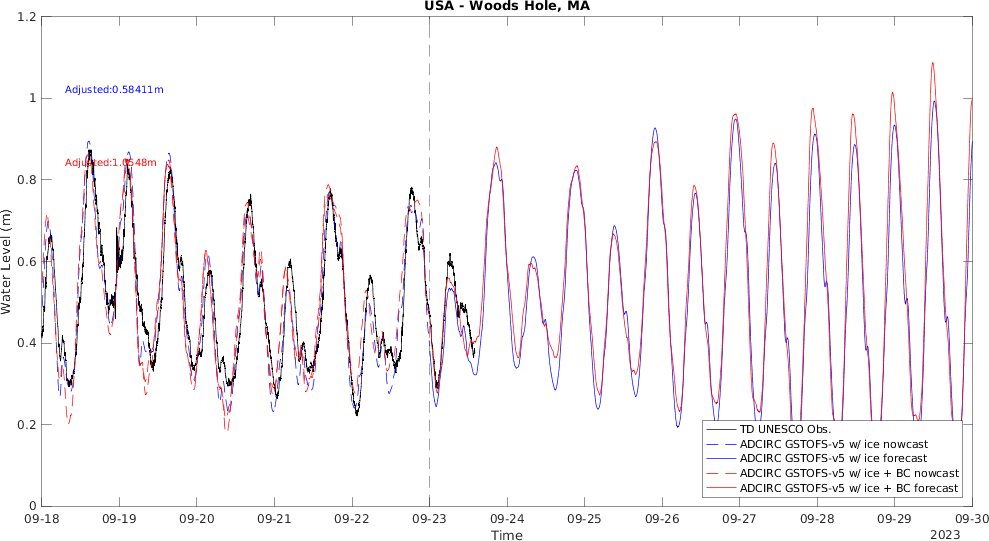 USA - Woods Hole, MA
1.2
Adjusted:0.58411m
1
Adjusted:1.0548m
0.8
Water Level (m)
0.6
0.4
0.2
TD UNESCO Obs.
ADCIRC GSTOFS-v5 w/ ice nowcast
ADCIRC GSTOFS-v5 w/ ice forecast
ADCIRC GSTOFS-v5 w/ ice + BC nowcast
ADCIRC GSTOFS-v5 w/ ice + BC forecast
0
09-18 09-19 09-20 09-21 09-22 09-23 09-24 09-25 09-26 09-27 09-28 09-29 09-30
Time
2023